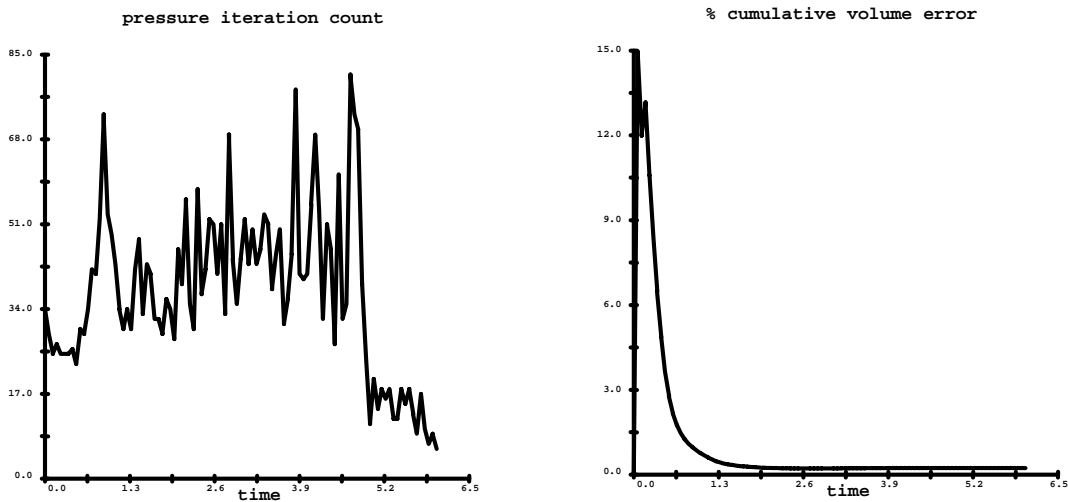 pressure iteration count
85.0
68.0
51.0
34.0
17.0
0.0
0.0 1.3 2.6 3.9 5.2 6.5
time
% cumulative volume error
15.0
12.0
9.0
6.0
3.0
0.0
0.0 1.3 2.6 3.9 5.2 6.5
time